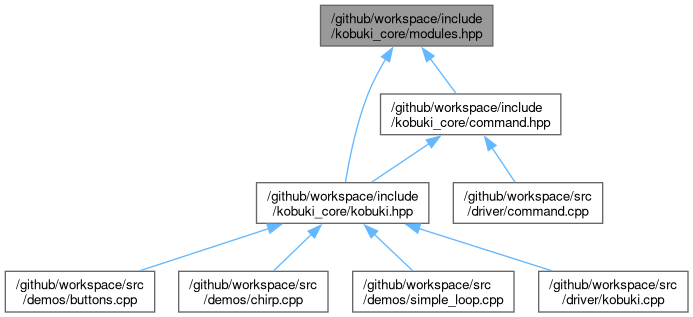 /github/workspace/include
/kobuki_core/modules.hpp
/github/workspace/include
/kobuki_core/command.hpp
/github/workspace/include
/kobuki_core/kobuki.hpp
/github/workspace/src
/driver/command.cpp
/github/workspace/src
/demos/buttons.cpp
/github/workspace/src
/demos/chirp.cpp
/github/workspace/src
/demos/simple_loop.cpp
/github/workspace/src
/driver/kobuki.cpp